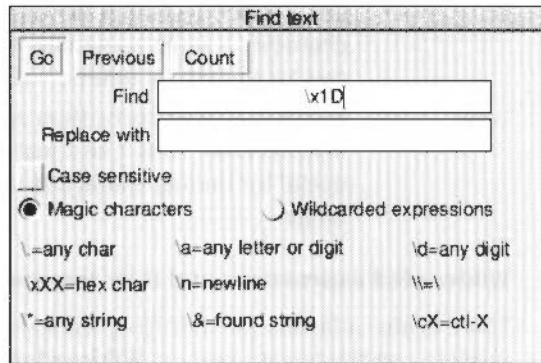 Find text
Go Previous Count
Find \x1D
Replace with
Case sensitive
Magic characters Wildcarded expressions
\.=any char \a=any letter or digit \d=any digit
\xXX=hex char \n=newline \\=\
\*=any string \&=found string \cX=ctl-X